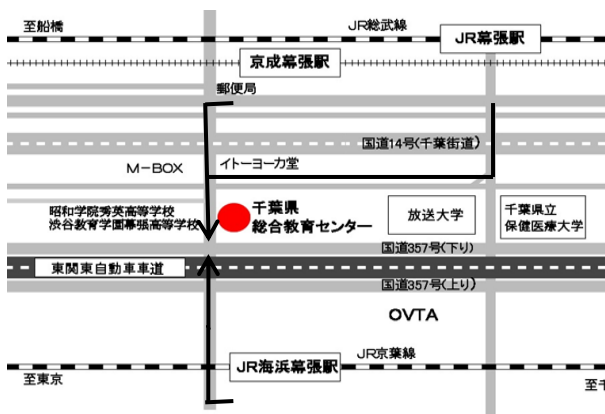 至船橋
JR総武線
JR幕張駅
京成幕張駅
郵便局
国道14号(千葉街道)
M-BOX
イトーヨーカ堂
昭和学院秀英高等学校
渋谷教育学園幕張高等学校
千葉県
総合教育センター
放送大学
千葉県立
保健医療大学
国道357号(下り)
東関東自動車車道
国道357号(上り)
OVTA
JR京葉線
JR海浜幕張駅
至東京
至千